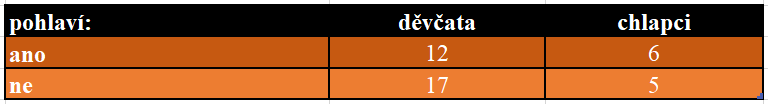 pohlaví: děvčata chlapci
ano 12 6
ne 17 5